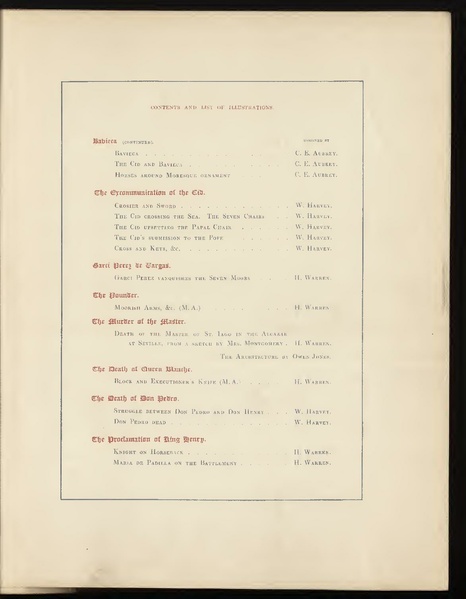 CONTENTS AND LIST OF ILLUSTRATIONS
Bavieca (CONTINUED). DESIGNED BY
Bavieca . . . C. E. Aubrey.
The Cid and Bavieca . . . C. E. Aubrey.
Horses around Moresque ornament C. E. Aubrey.
The Excommunication of the Cid.
Crosier and Sword . . . W. Harvey.
The Cid crossing the Sea. The Seven Chairs . . W. Harvey.
The Cid upsetting the Papal Chair . . . W. Harvey.
The Cid's submission to the Pope . . . W. Harvey.
Cross and Keys, &c. . . . W. Harvey.
Garci Perez de Vargas.
Garci Perez vanquishes the Seven Moors . . H. Warren.
The Pounder.
Moorish Arms, &c. (M. A.) . . . H. Warren.
The Murder of the Master.
Death of the Master of St. Iago in the Alcazar
at Seville, from a sketch by Mrs. Montgomery . H. Warren.
The Architecture by Owen Jones.
The Death of Queen Blanche.
Block and Executioner's Knife (M. A.) . . . H. Warren.
The Death of Don Pedro.
Struggle between Don Pedro and Don Henry . . . W. Harvey.
Don Pedro dead . . . W. Harvey.
The Proclamation of King Henry.
Knight on Horseback . . . H. Warren.
Maria de Padilla on the Battlement . . . H. Warren.